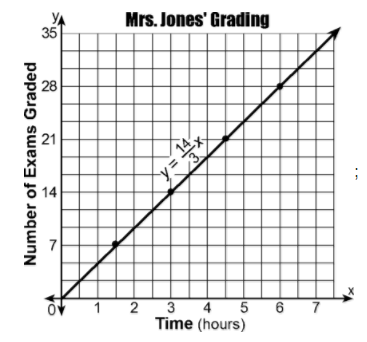 Mrs. Jones' Grading
y
35
28
21
14
7
0
Number of Exams Graded
y = 14/3 x
;
1 2 3 4 5 6 7
x
Time (hours)